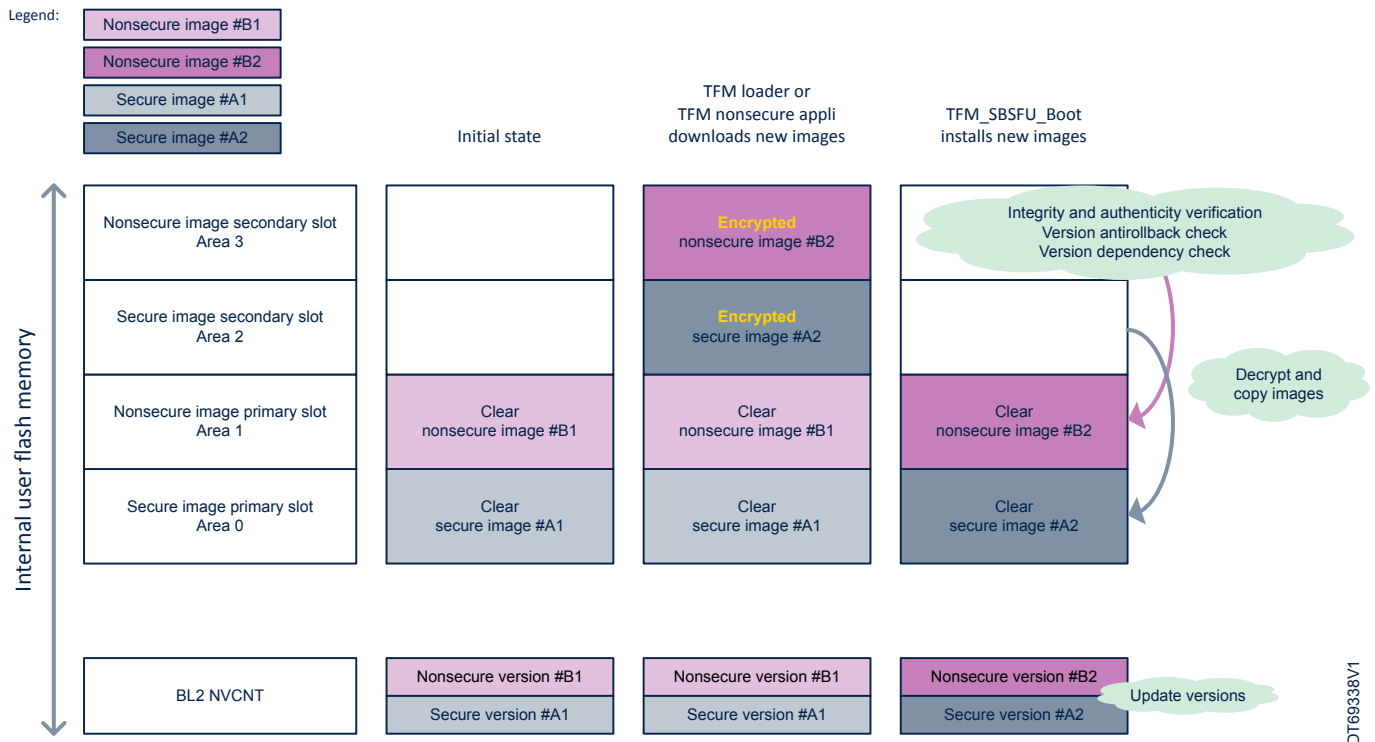 Legend:
Nonsecure image #B1
Nonsecure image #B2
Secure image #A1
Secure image #A2
Initial state
TFM loader or
TFM nonsecure appli
downloads new images
TFM_SBSFU_Boot
installs new images
Internal user flash memory
Nonsecure image secondary slot
Area 3
Encrypted
nonsecure image #B2
Integrity and authenticity verification
Version antirollback check
Version dependency check
Secure image secondary slot
Area 2
Encrypted
secure image #A2
Nonsecure image primary slot
Area 1
Clear
nonsecure image #B1
Clear
nonsecure image #B1
Clear
nonsecure image #B2
Decrypt and
copy images
Secure image primary slot
Area 0
Clear
secure image #A1
Clear
secure image #A1
Clear
secure image #A2
BL2 NVCNT
Nonsecure version #B1
Secure version #A1
Nonsecure version #B1
Secure version #A1
Nonsecure version #B2
Secure version #A2
Update versions
DT69338V1